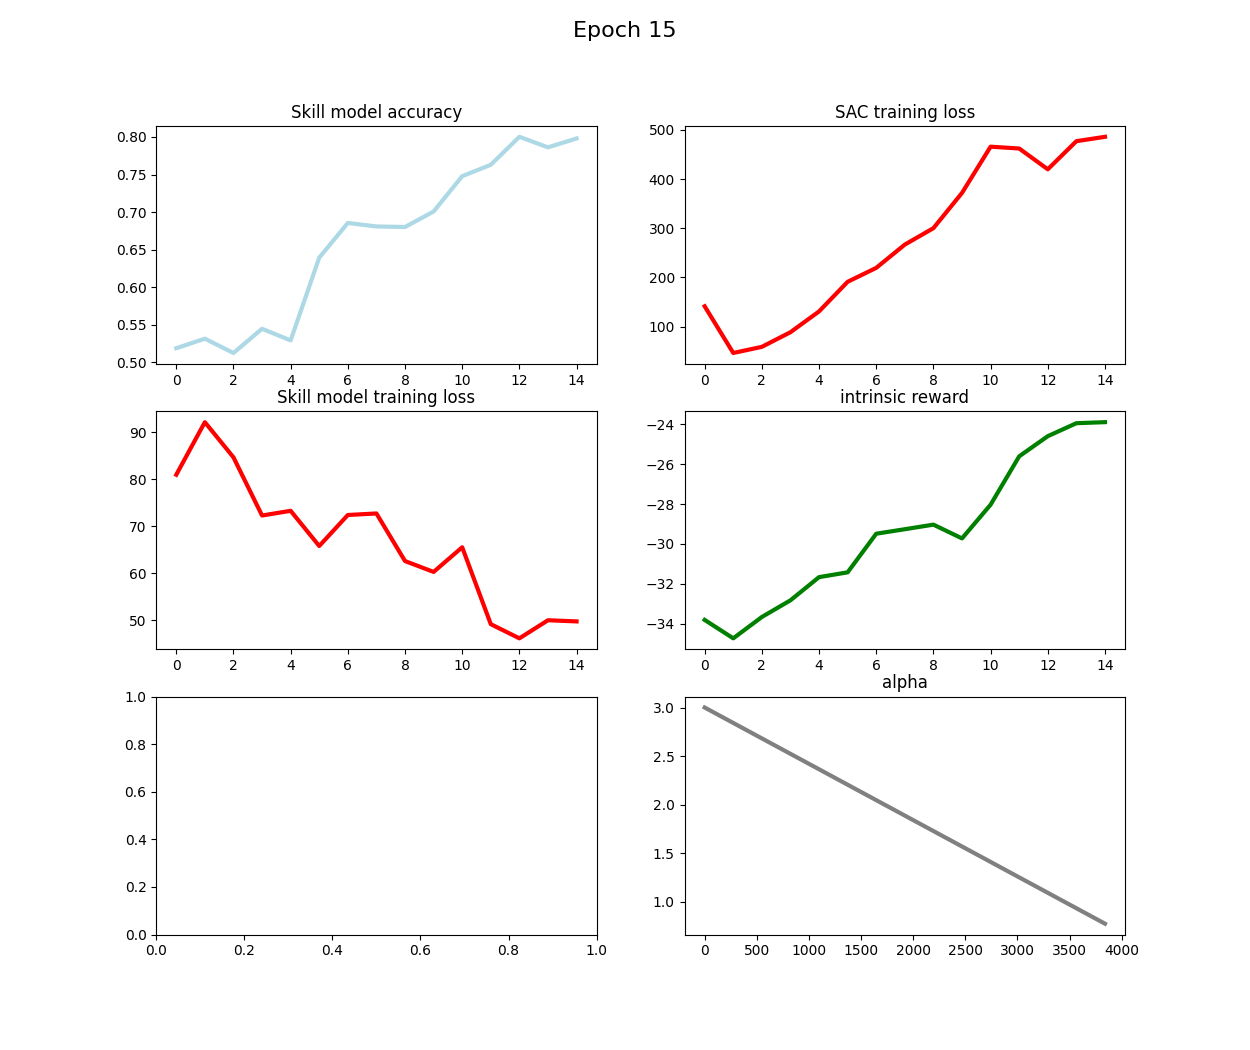 Epoch 15
Skill model accuracy
0.80
0.75
0.70
0.65
0.60
0.55
0.50
0 2 4 6 8 10 12 14
SAC training loss
500
400
300
200
100
0 2 4 6 8 10 12 14
Skill model training loss
90
80
70
60
50
0 2 4 6 8 10 12 14
intrinsic reward
−24
−26
−28
−30
−32
−34
0 2 4 6 8 10 12 14
1.0
0.8
0.6
0.4
0.2
0.0
0.0 0.2 0.4 0.6 0.8 1.0
alpha
3.0
2.5
2.0
1.5
1.0
0 500 1000 1500 2000 2500 3000 3500 4000